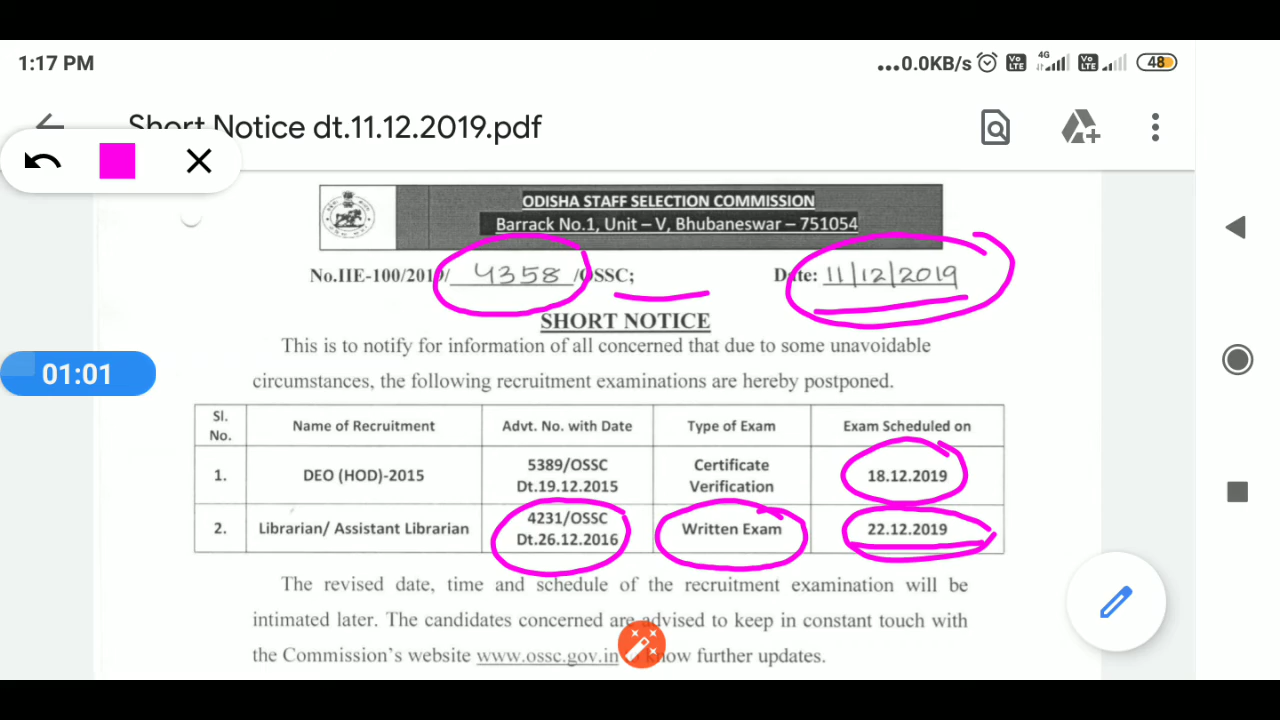 1:17 PM
...0.0KB/s Vo LTE 4G Vo LTE 48
Short Notice dt.11.12.2019.pdf
ODISHA STAFF SELECTION COMMISSION
Barrack No.1, Unit – V, Bhubaneswar – 751054
No.IIE-100/2019/ 4358 /OSSC; Date: 11/12/2019
SHORT NOTICE
This is to notify for information of all concerned that due to some unavoidable
circumstances, the following recruitment examinations are hereby postponed.
Sl. No. Name of Recruitment Advt. No. with Date Type of Exam Exam Scheduled on
1. DEO (HOD)-2015 5389/OSSC Dt.19.12.2015 Certificate Verification 18.12.2019
2. Librarian/ Assistant Librarian 4231/OSSC Dt.26.12.2016 Written Exam 22.12.2019
01:01
The revised date, time and schedule of the recruitment examination will be
intimated later. The candidates concerned are advised to keep in constant touch with
the Commission's website www.ossc.gov.in know further updates.